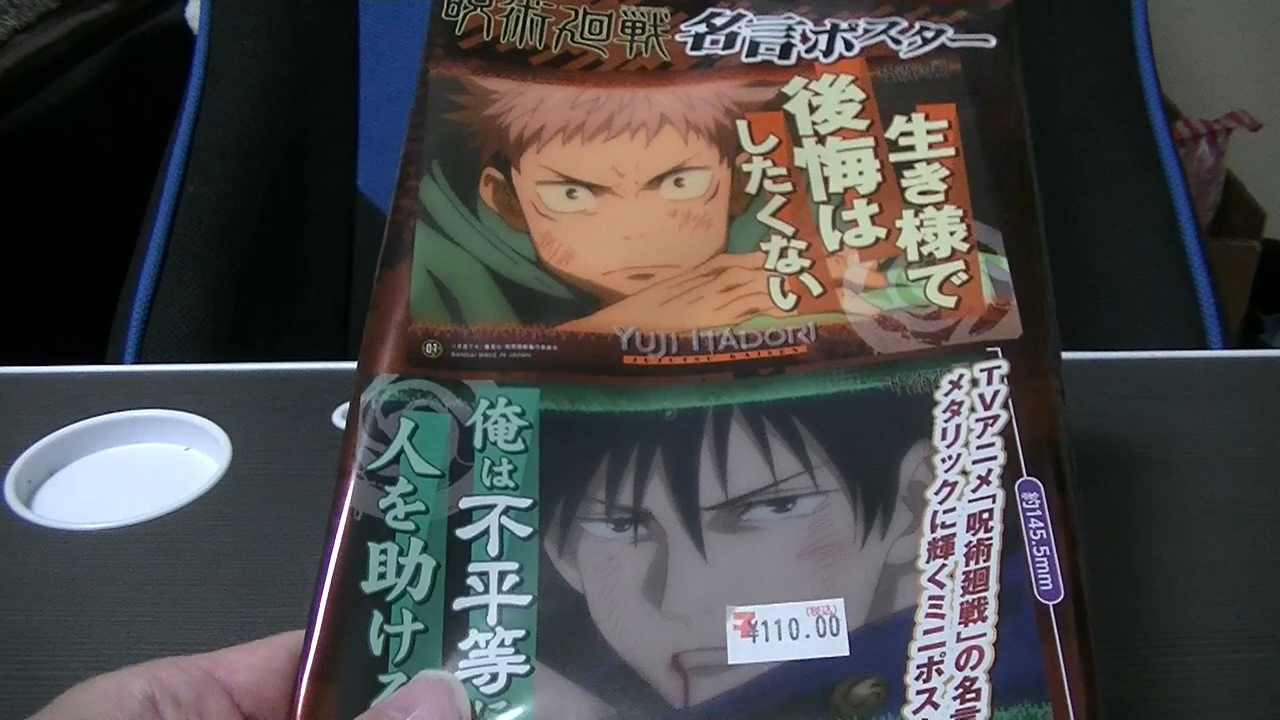 呪術廻戦 名言ポスター
生き様で
後悔は
したくない
YUJI ITADORI
JUJUTSU KAISEN
01
BANDAI MADE IN JAPAN
俺は不平等に
人を助ける
TVアニメ「呪術廻戦」の名言
メタリックに輝くミニポス
約145.5mm
(税込)
¥110.00